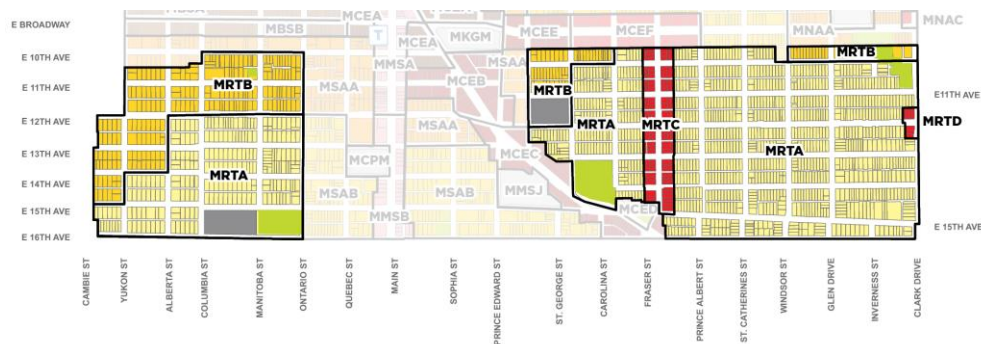 E BROADWAY
MBSA
MCEA
MBSB
T
MCEA
MKGM
MCEE
MCEF
MNAA
MNAC
E 10TH AVE
MMSA
MSAA
MRTB
E 11TH AVE
MRTB
MSAA
MCEB
MRTB
E11TH AVE
E 12TH AVE
MSAA
MRTA
MRTC
MRTD
E 13TH AVE
MCPM
MCEC
MRTA
E 14TH AVE
MRTA
MSAB
MSAB
MMSJ
E 15TH AVE
MMSB
MCED
E 15TH AVE
E 16TH AVE
CAMBIE ST
YUKON ST
ALBERTA ST
COLUMBIA ST
MANITOBA ST
ONTARIO ST
QUEBEC ST
MAIN ST
SOPHIA ST
PRINCE EDWARD ST
ST. GEORGE ST
CAROLINA ST
FRASER ST
PRINCE ALBERT ST
ST. CATHERINES ST
WINDSOR ST
GLEN DRIVE
INVERNESS ST
CLARK DRIVE